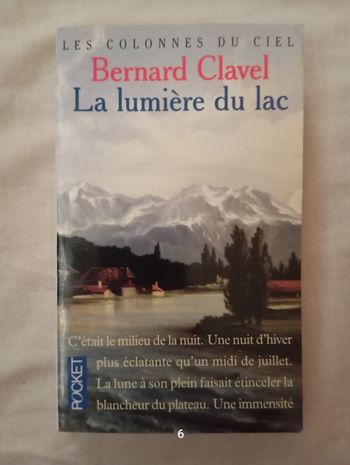 LES COLONNES DU CIEL
Bernard Clavel
La lumière du lac
C'était le milieu de la nuit. Une nuit d'hiver
plus éclatante qu'un midi de juillet.
La lune à son plein faisait étinceler la
blancheur du plateau. Une immensité
POCKET
6